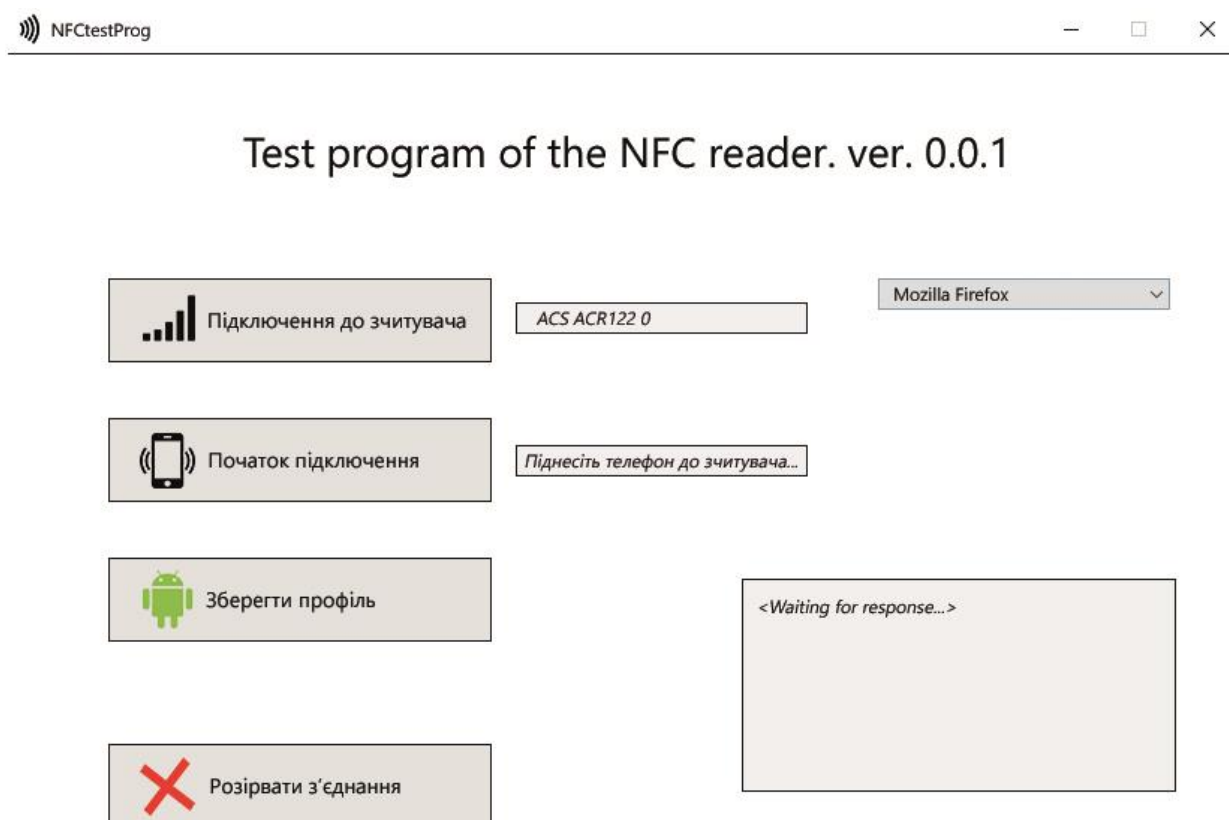 NFCtestProg
Test program of the NFC reader. ver. 0.0.1
Підключення до зчитувача
ACS ACR122 0
Mozilla Firefox
Початок підключення
Піднесіть телефон до зчитувача...
Зберегти профіль
<Waiting for response...>
Розірвати з’єднання